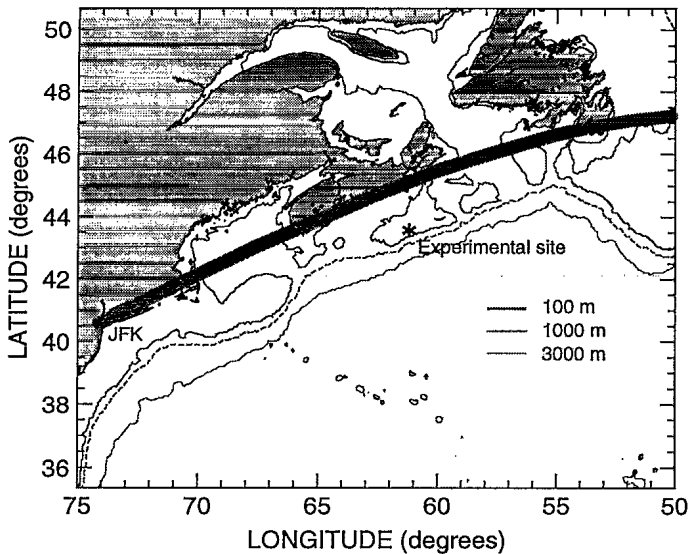 50
48
46
44
42
40
38
36
LATITUDE (degrees)
JFK
Experimental site
100 m
1000 m
3000 m
75
70
65
60
55
50
LONGITUDE (degrees)